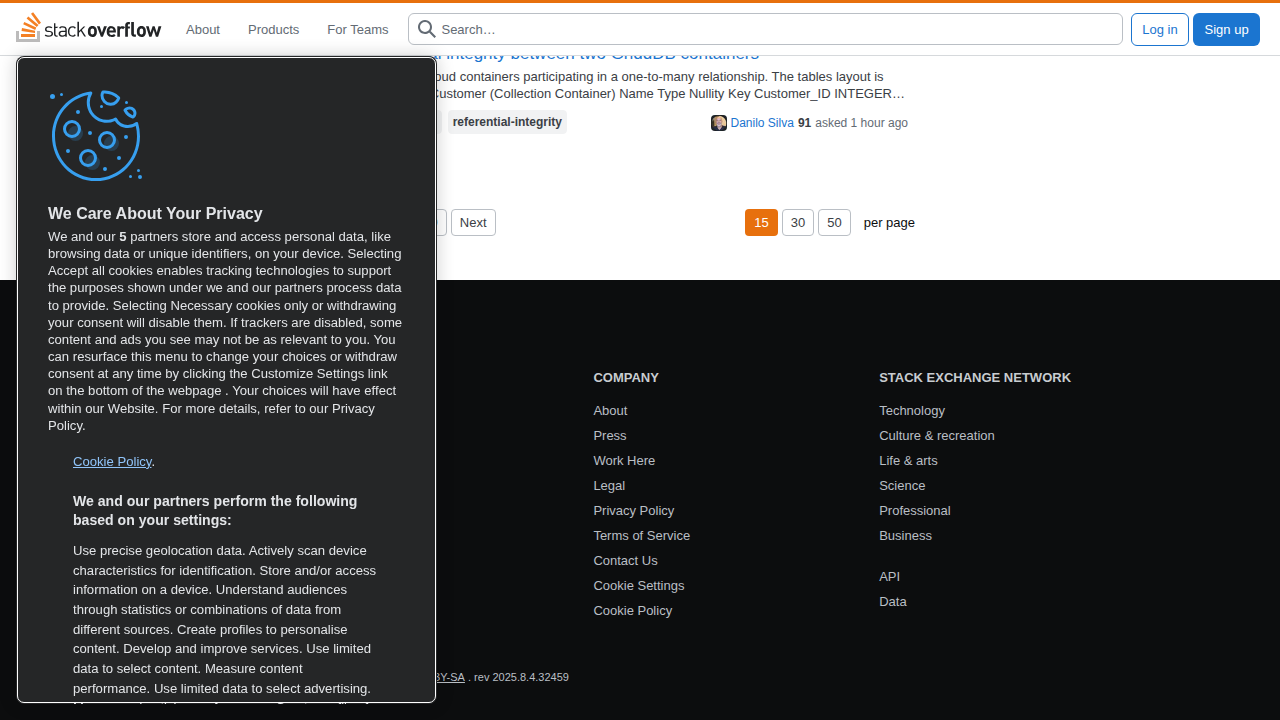 stackoverflow About Products For Teams Search… Log in Sign up
integrity between two GridDB containers
participating in a one-to-many relationship. The tables layout is
Customer (Collection Container) Name Type Nullity Key Customer_ID INTEGER…
referential-integrity Danilo Silva 91 asked 1 hour ago
Next 15 30 50 per page
We Care About Your Privacy
We and our 5 partners store and access personal data, like
browsing data or unique identifiers, on your device. Selecting
Accept all cookies enables tracking technologies to support
the purposes shown under we and our partners process data
to provide. Selecting Necessary cookies only or withdrawing
your consent will disable them. If trackers are disabled, some
content and ads you see may not be as relevant to you. You
can resurface this menu to change your choices or withdraw
consent at any time by clicking the Customize Settings link
on the bottom of the webpage . Your choices will have effect
within our Website. For more details, refer to our Privacy
Policy.
Cookie Policy.
We and our partners perform the following
based on your settings:
Use precise geolocation data. Actively scan device
characteristics for identification. Store and/or access
information on a device. Understand audiences
through statistics or combinations of data from
different sources. Create profiles to personalise
content. Develop and improve services. Use limited
data to select content. Measure content
performance. Use limited data to select advertising.
COMPANY
About
Press
Work Here
Legal
Privacy Policy
Terms of Service
Contact Us
Cookie Settings
Cookie Policy
STACK EXCHANGE NETWORK
Technology
Culture & recreation
Life & arts
Science
Professional
Business
API
Data
BY-SA . rev 2025.8.4.32459